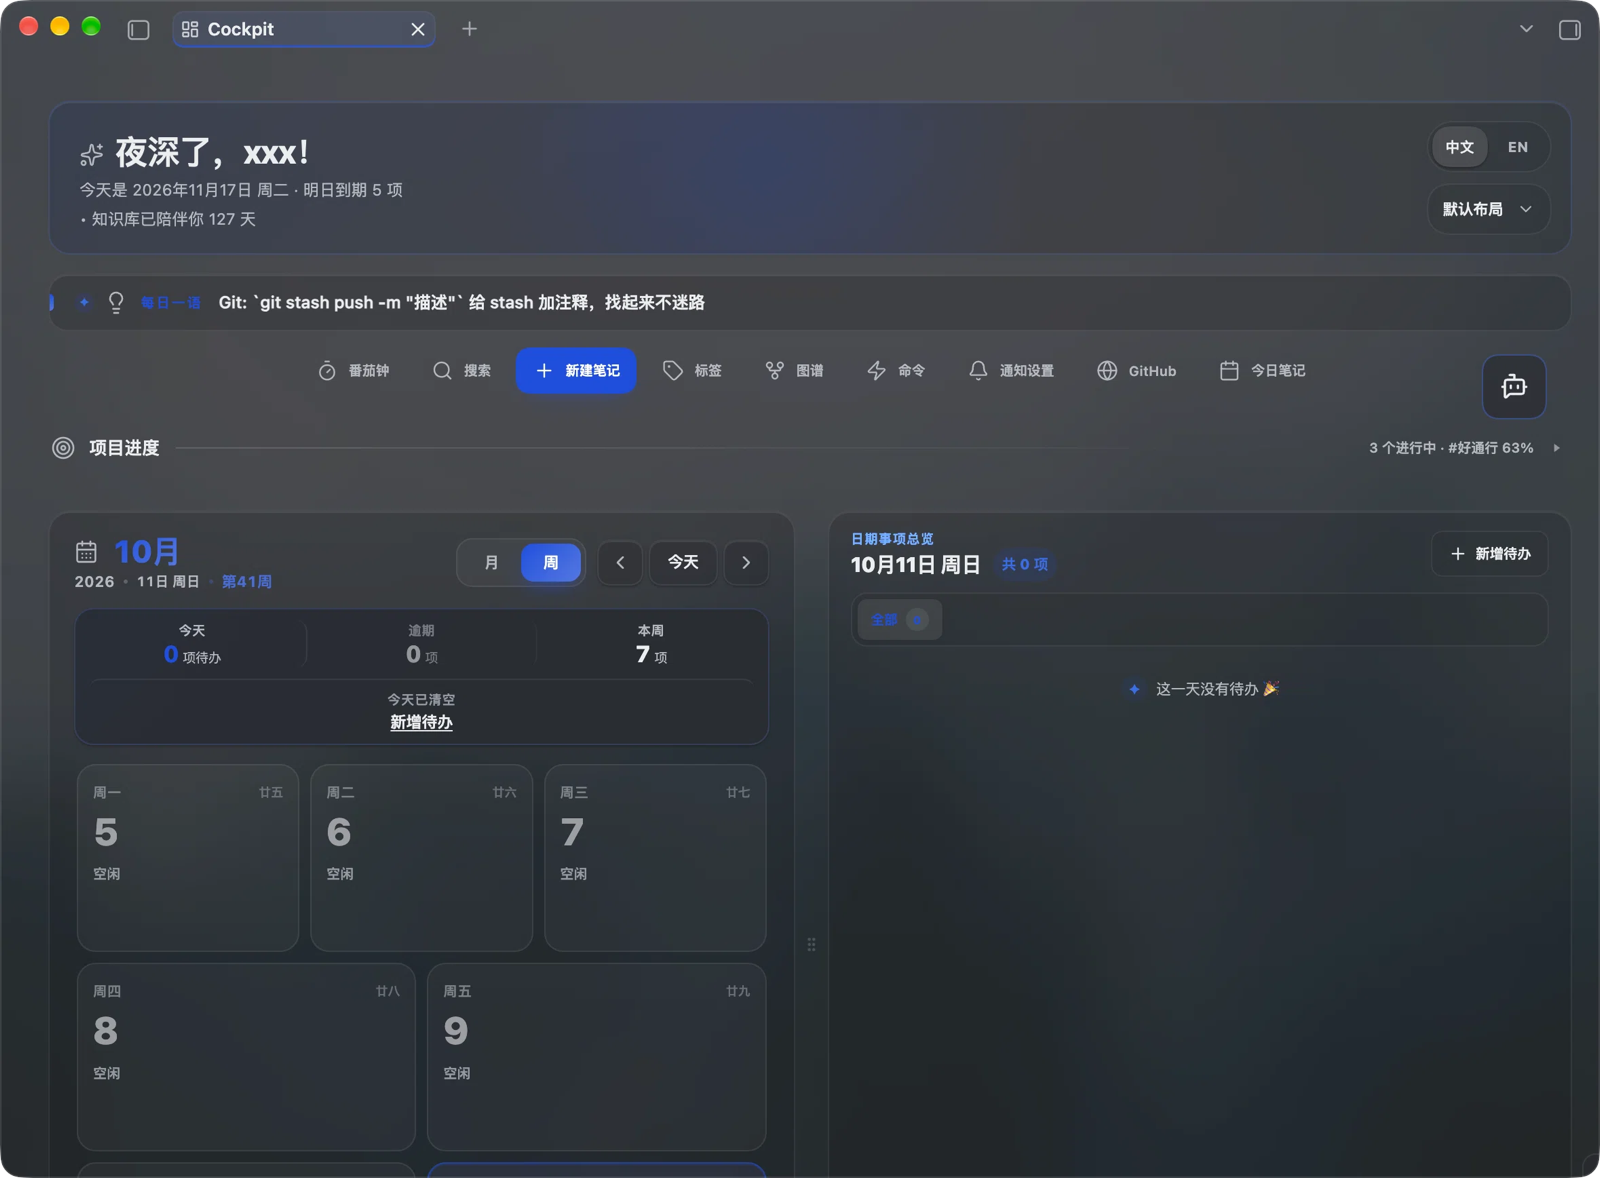 Cockpit
夜深了，xxx！
今天是 2026年11月17日 周二 · 明日到期 5 项
• 知识库已陪伴你 127 天
中文 EN
默认布局
每日一语 Git: `git stash push -m "描述"` 给 stash 加注释，找起来不迷路
番茄钟 搜索 新建笔记 标签 图谱 命令 通知设置 GitHub 今日笔记
项目进度
3 个进行中 · #好通行 63%
10月
2026 • 11日 周日 • 第41周
月 周 今天
今天 逾期 本周
0 项待办 0 项 7 项
今天已清空
新增待办
周一 廿五 周二 廿六 周三 廿七
5 6 7
空闲 空闲 空闲
周四 廿八 周五 廿九
8 9
空闲 空闲
日期事项总览
10月11日 周日 共 0 项
新增待办
全部
这一天没有待办 🎉